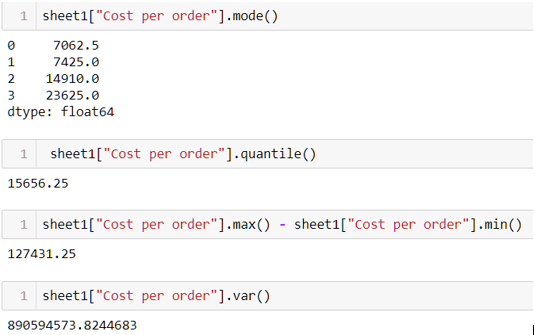 1 sheet1["Cost per order"].mode()
0 7062.5
1 7425.0
2 14910.0
3 23625.0
dtype: float64
1 sheet1["Cost per order"].quantile()
15656.25
1 sheet1["Cost per order"].max() - sheet1["Cost per order"].min()
127431.25
1 sheet1["Cost per order"].var()
890594573.8244683